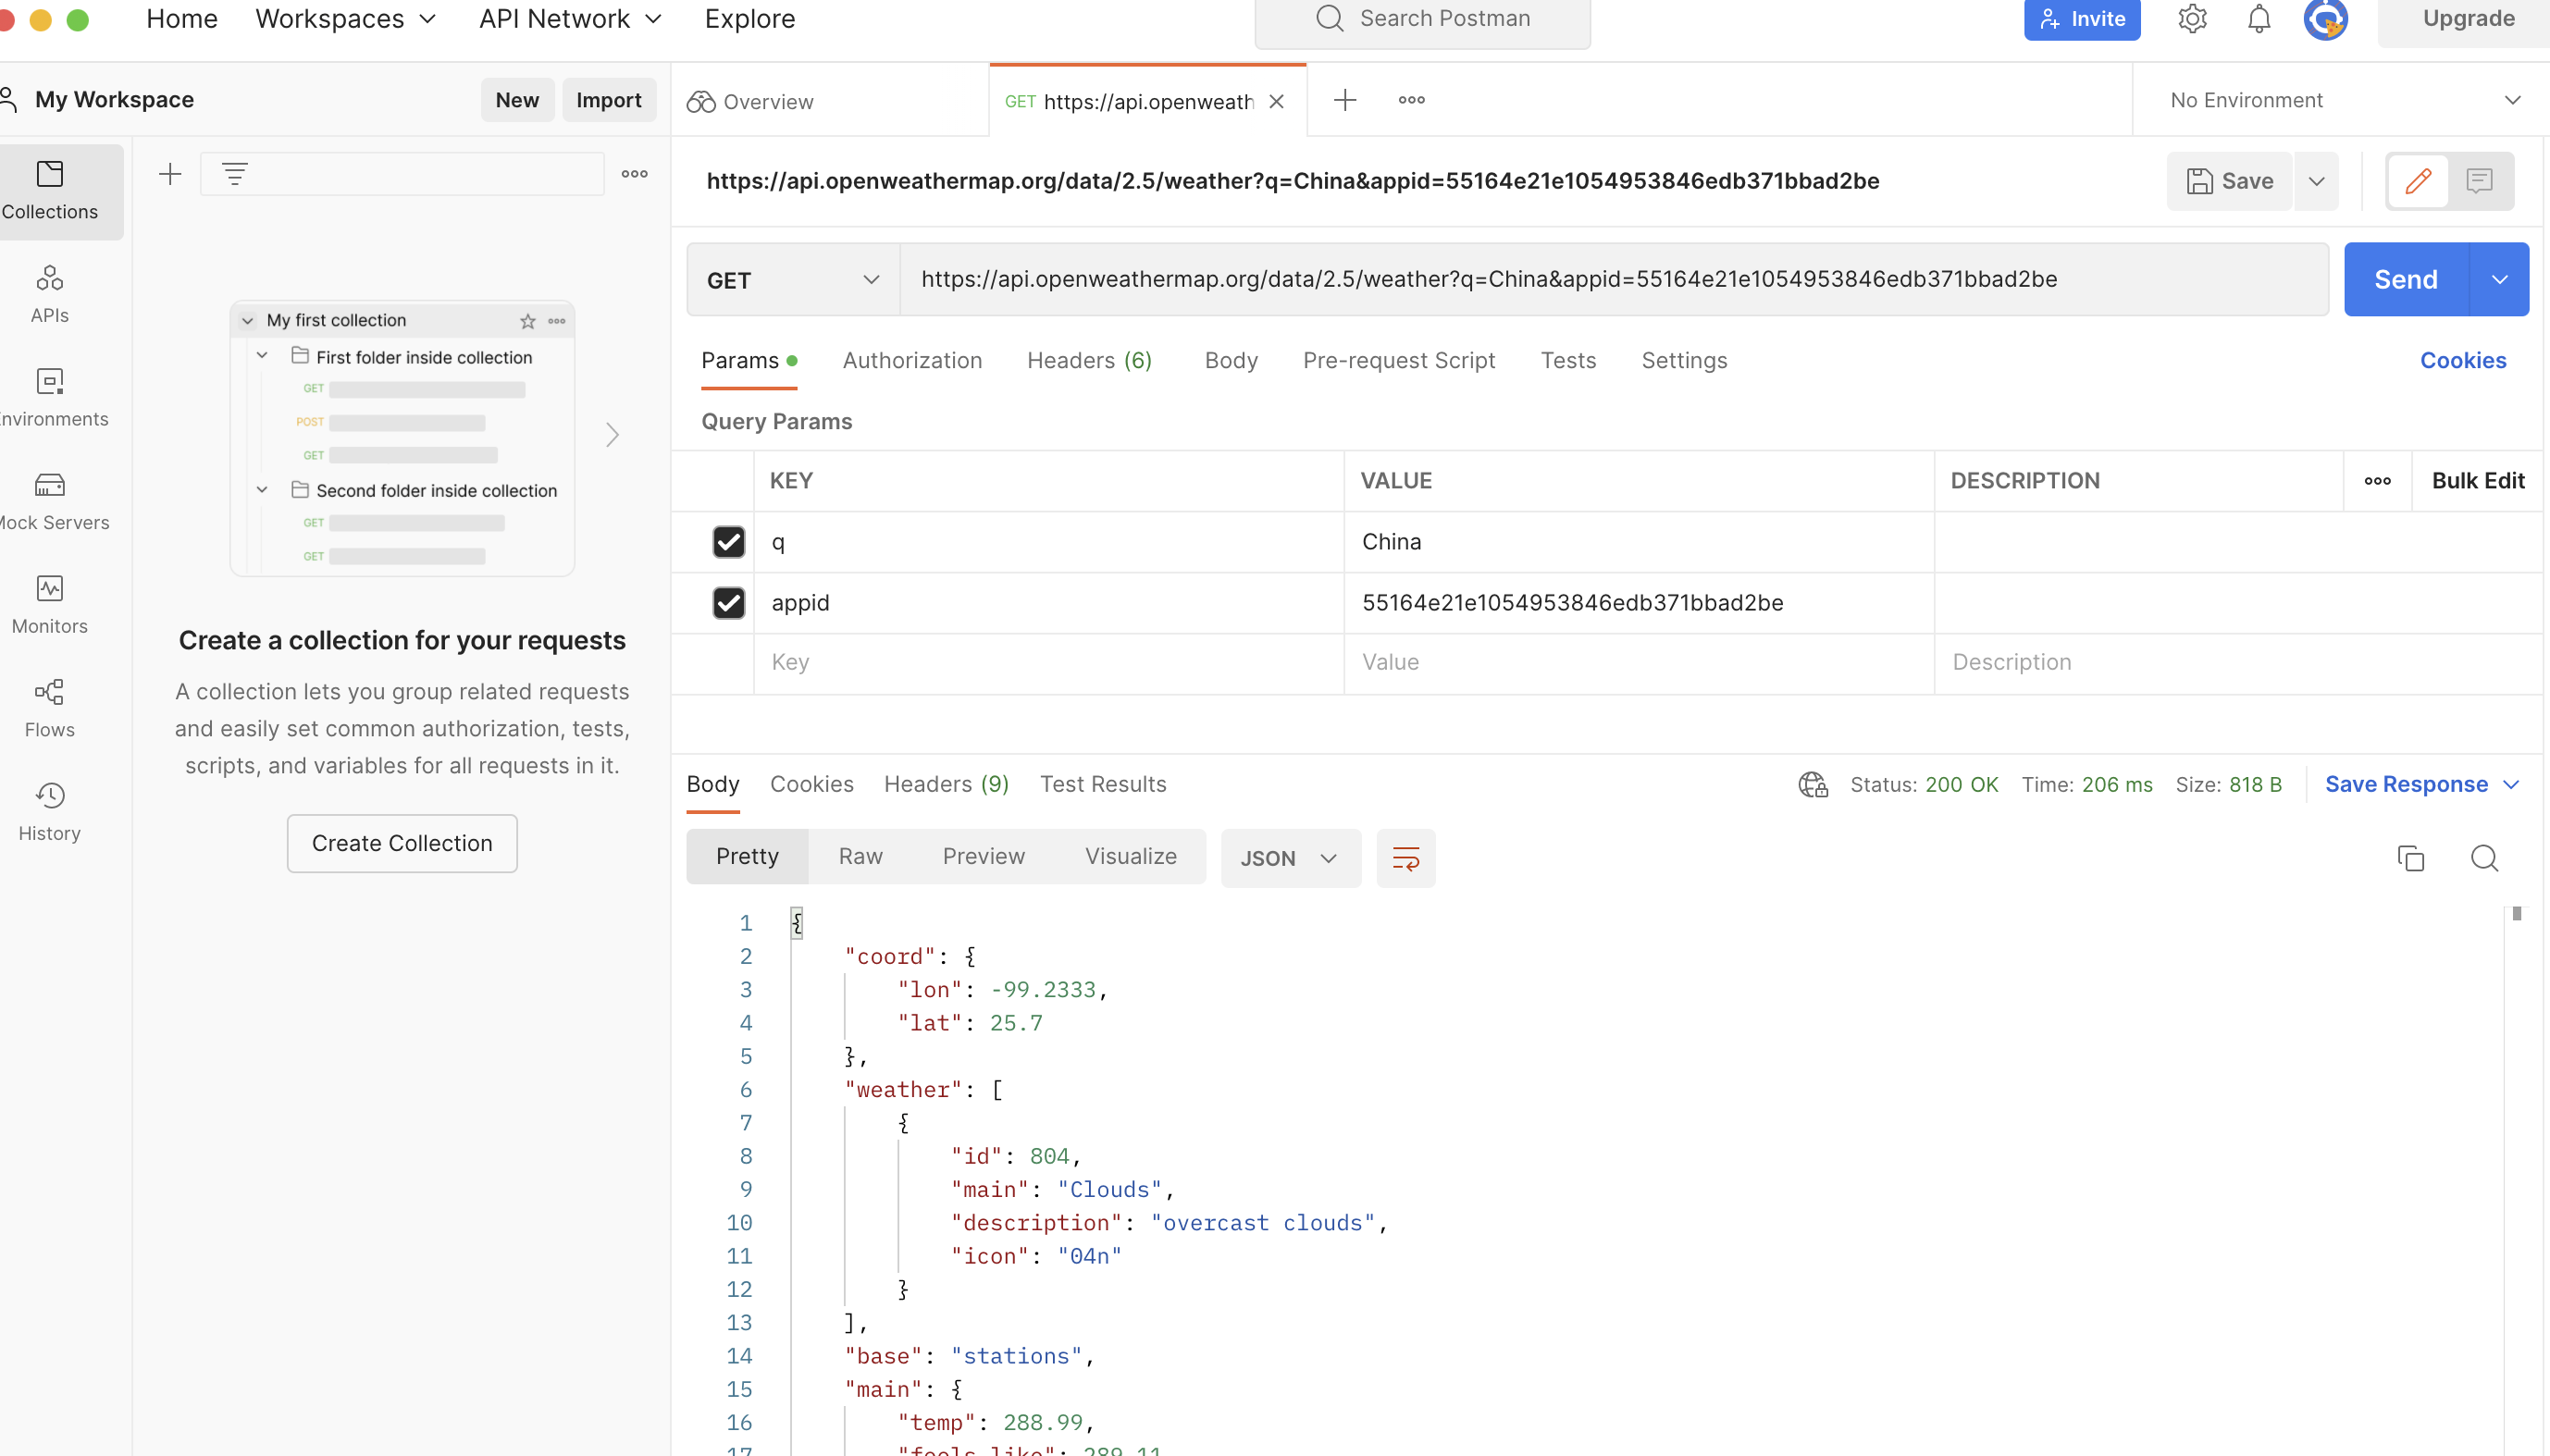 Home Workspaces API Network Explore Search Postman Invite Upgrade
My Workspace New Import Overview GET https://api.openweath No Environment
https://api.openweathermap.org/data/2.5/weather?q=China&appid=55164e21e1054953846edb371bbad2be Save
GET https://api.openweathermap.org/data/2.5/weather?q=China&appid=55164e21e1054953846edb371bbad2be Send
Collections
APIs
nvironments
Mock Servers
Monitors
Flows
History
My first collection
First folder inside collection
GET
POST
GET
Second folder inside collection
GET
GET
Create a collection for your requests
A collection lets you group related requests
and easily set common authorization, tests,
scripts, and variables for all requests in it.
Create Collection
Params Authorization Headers (6) Body Pre-request Script Tests Settings Cookies
Query Params
KEY VALUE DESCRIPTION Bulk Edit
q China
appid 55164e21e1054953846edb371bbad2be
Key Value Description
Body Cookies Headers (9) Test Results Status: 200 OK Time: 206 ms Size: 818 B Save Response
Pretty Raw Preview Visualize JSON
1 {
2 "coord": {
3 "lon": -99.2333,
4 "lat": 25.7
5 },
6 "weather": [
7 {
8 "id": 804,
9 "main": "Clouds",
10 "description": "overcast clouds",
11 "icon": "04n"
12 }
13 ],
14 "base": "stations",
15 "main": {
16 "temp": 288.99,
17 "feels_like": 289.11